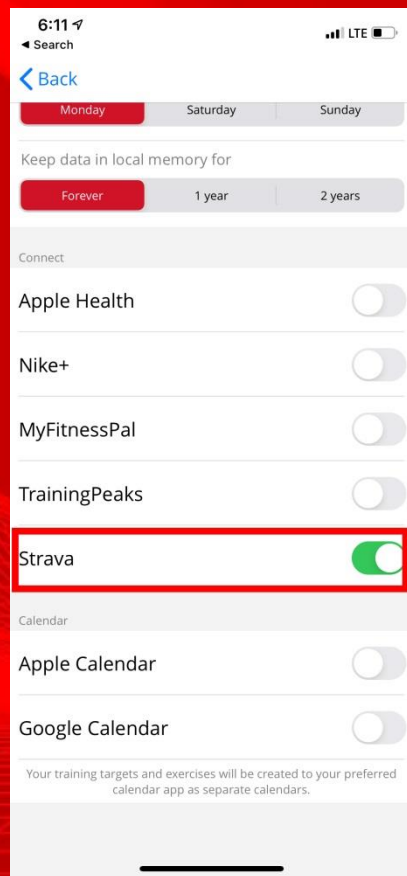 6:11
LTE
◀ Search
Back
Monday Saturday Sunday
Keep data in local memory for
Forever 1 year 2 years
Connect
Apple Health
Nike+
MyFitnessPal
TrainingPeaks
Strava
Calendar
Apple Calendar
Google Calendar
Your training targets and exercises will be created to your preferred
calendar app as separate calendars.